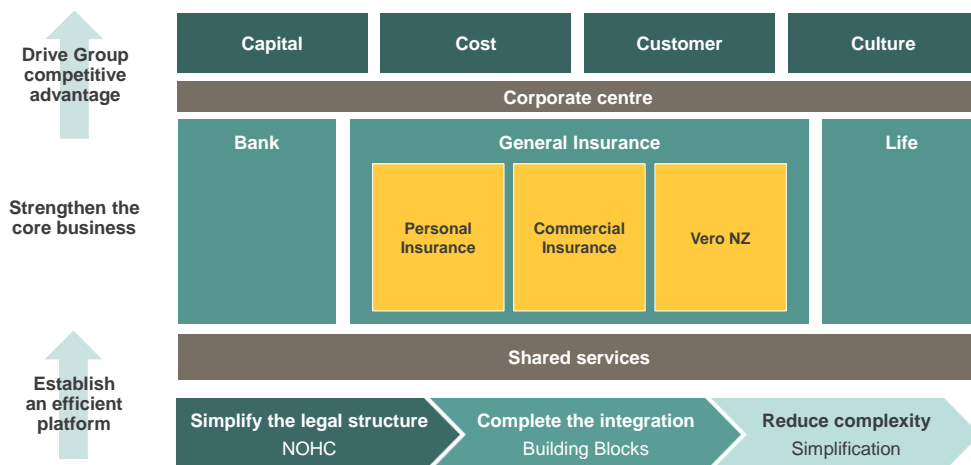 Drive Group
competitive
advantage
Capital
Cost
Customer
Culture
Corporate centre
Strengthen the
core business
Bank
General Insurance
Life
Personal
Insurance
Commercial
Insurance
Vero NZ
Shared services
Establish
an efficient
platform
Simplify the legal structure
NOHC
Complete the integration
Building Blocks
Reduce complexity
Simplification